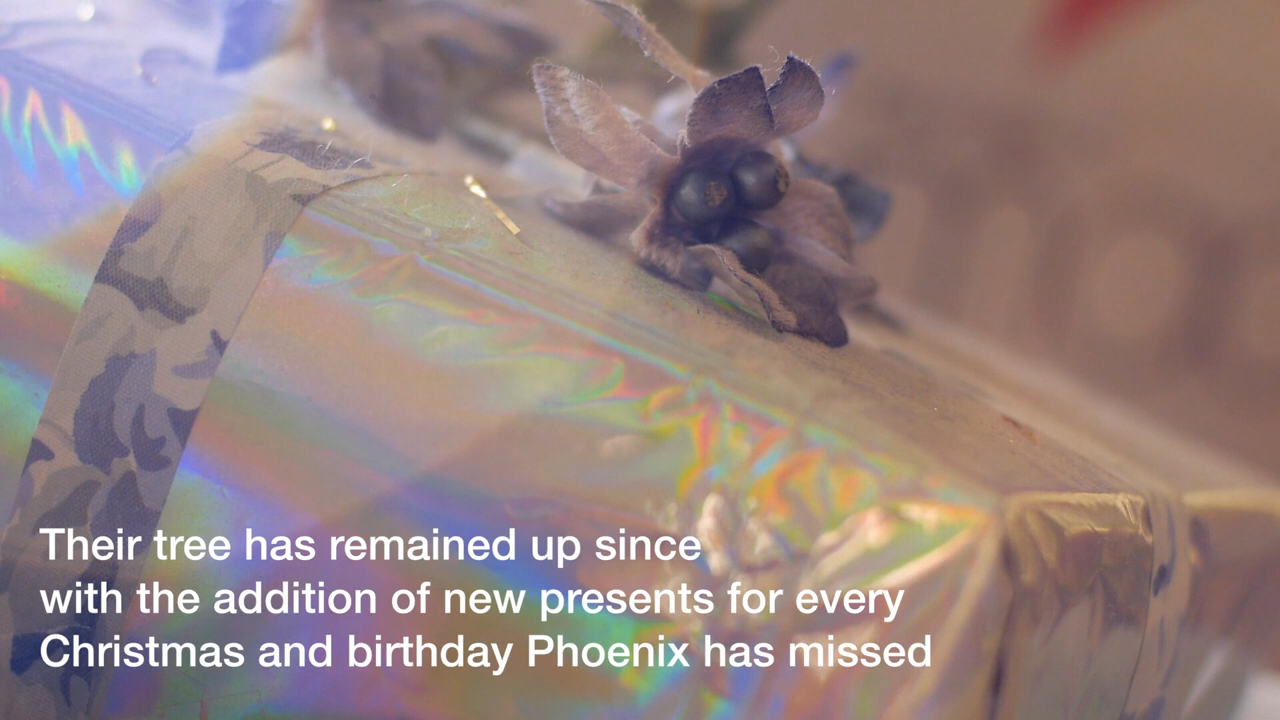 Their tree has remained up since
with the addition of new presents for every
Christmas and birthday Phoenix has missed